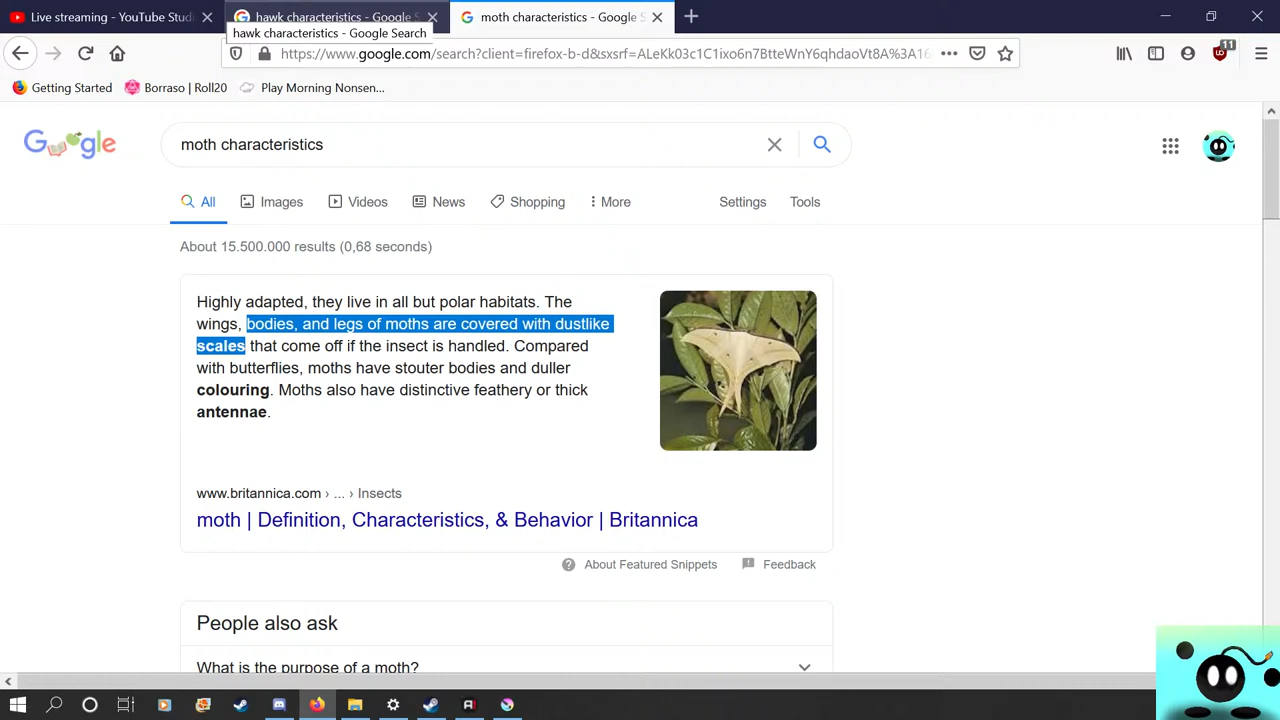 Live streaming - YouTube Studi
hawk characteristics - Google S
moth characteristics - Google S
hawk characteristics - Google Search
https://www.google.com/search?client=firefox-b-d&sxsrf=ALeKk03c1C1ixo6n7BtteWnY6qhdaoVt8A%3A16
11
Getting Started
Borraso | Roll20
Play Morning Nonsen...
Google
moth characteristics
All
Images
Videos
News
Shopping
More
Settings
Tools
About 15.500.000 results (0,68 seconds)
Highly adapted, they live in all but polar habitats. The
wings, bodies, and legs of moths are covered with dustlike
scales that come off if the insect is handled. Compared
with butterflies, moths have stouter bodies and duller
colouring. Moths also have distinctive feathery or thick
antennae.
www.britannica.com › ... › Insects
moth | Definition, Characteristics, & Behavior | Britannica
About Featured Snippets
Feedback
People also ask
What is the purpose of a moth?